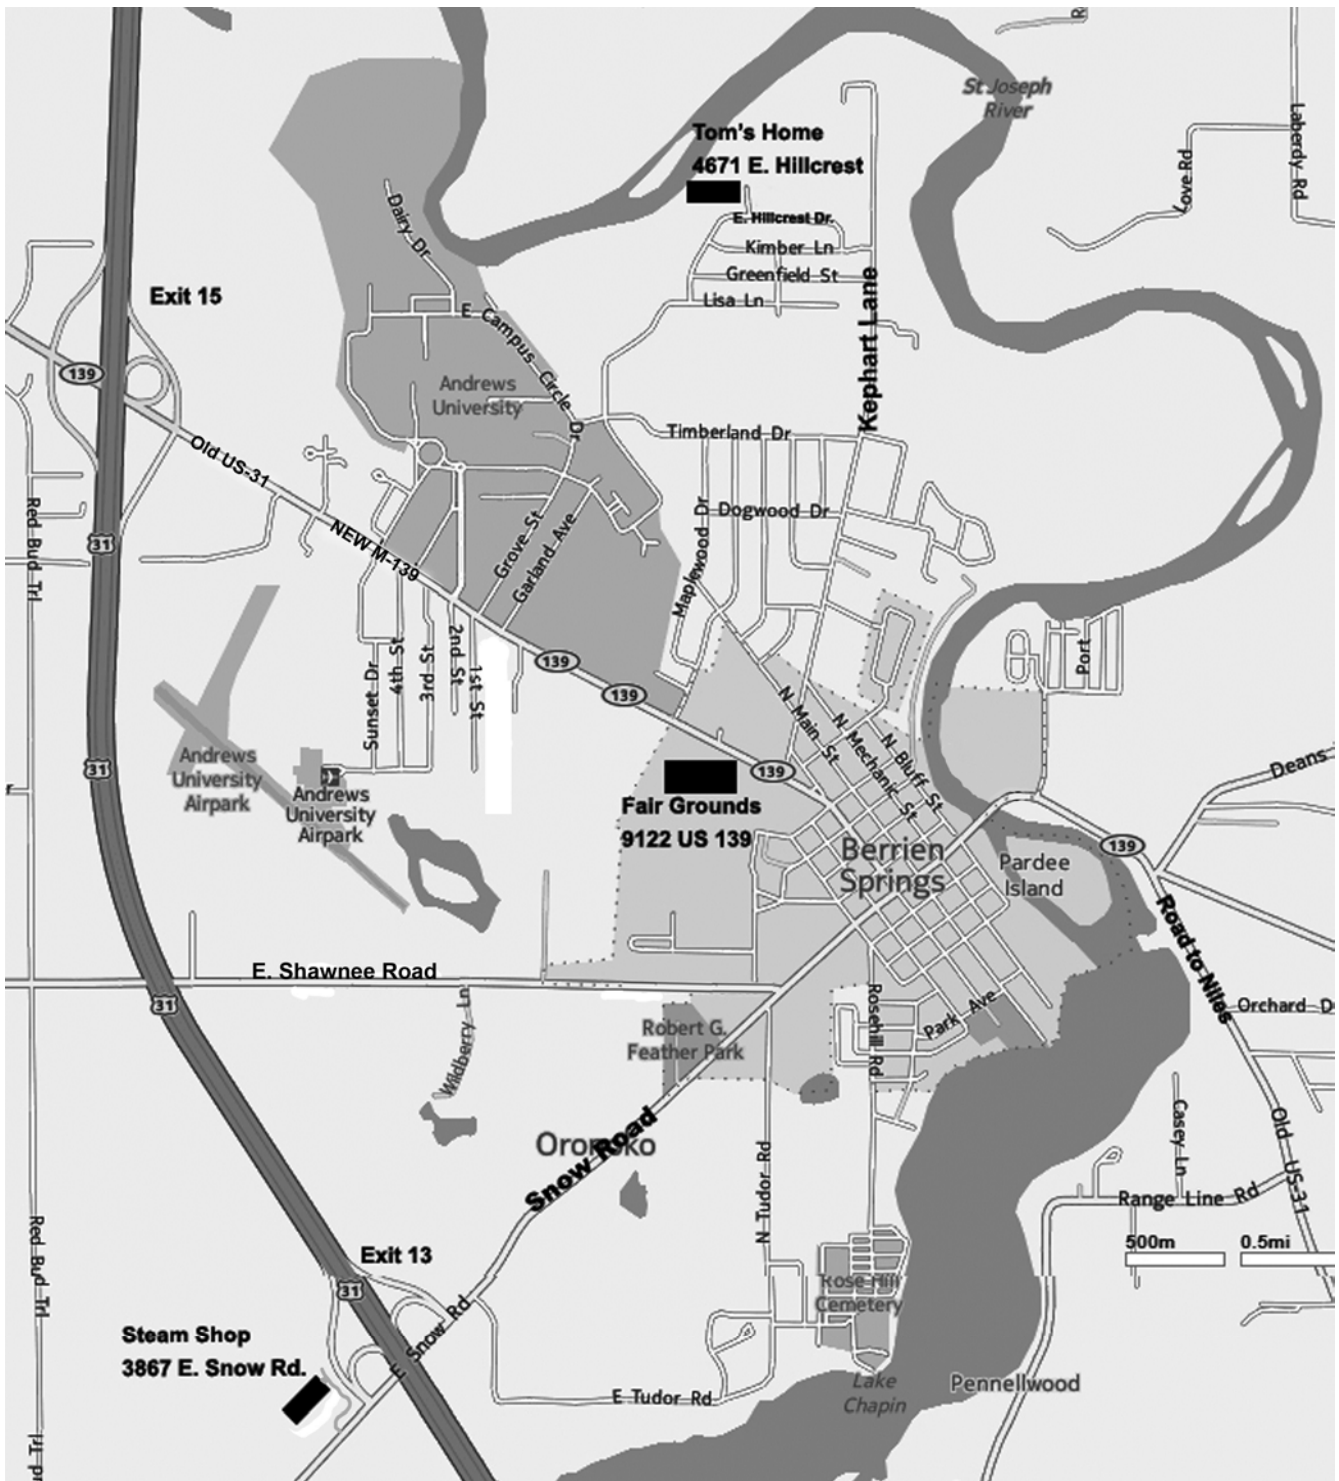 St Joseph
River
R
Laberdy Rd
Love Rd
Tom's Home
4671 E. Hillcrest
E. Hillcrest Dr.
Kimber Ln
Greenfield St
Lisa Ln
Kephart Lane
Dairy Dr
Exit 15
E Campus Circle Dr
139
Andrews
University
Timberland Dr
Old US-31
NEW M-139
Red Bud Trl
31
Dogwood Dr
Maplewood Dr
Grove St
Garland Ave
Sunset Dr
4th St
3rd St
2nd St
1st St
139
139
Port
N Main St
N Mechanic St
N Bluff St
Andrews
University
Airpark
31
Andrews
University
Airpark
139
Fair Grounds
9122 US 139
Deans
Berrien
Springs
139
Pardee
Island
Road to Niles
E. Shawnee Road
31
Wildberry Ln
Robert G.
Feather Park
Rosehill Rd
Park Ave
Orchard D
r
Oronoko
Snow Road
N Tudor Rd
Casey Ln
Old US-31
Range Line Rd
500m
0.5mi
Red Bud Trl
Exit 13
31
Rose Hill
Cemetery
E Snow Rd
Steam Shop
3867 E. Snow Rd.
E Tudor Rd
Lake
Chapin
Pennellwood
d Trl